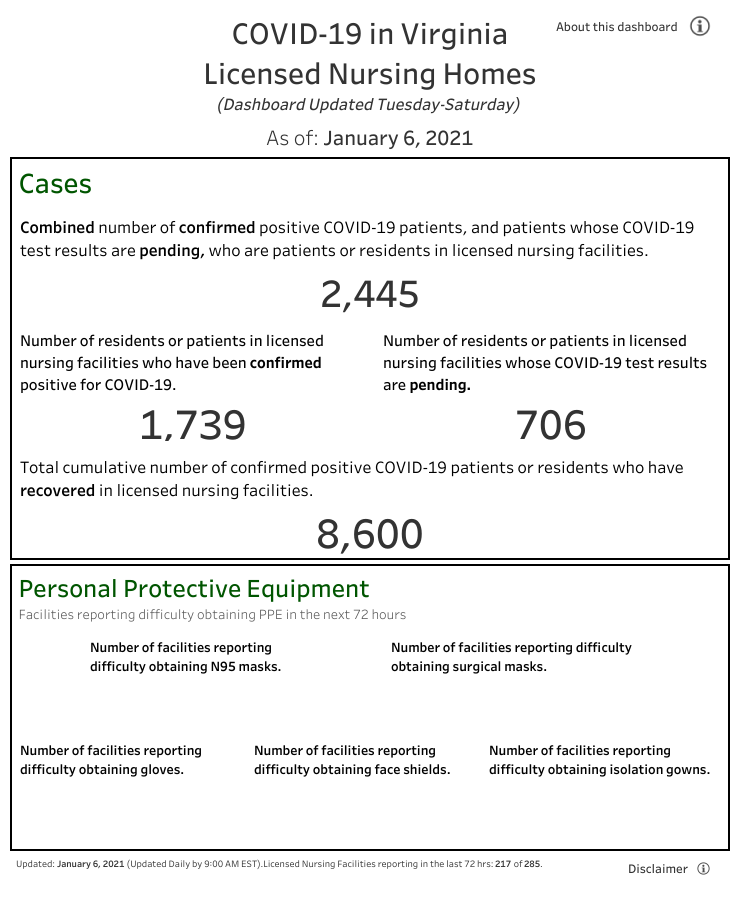 COVID-19 in Virginia
Licensed Nursing Homes
About this dashboard
(Dashboard Updated Tuesday-Saturday)
As of: January 6, 2021
Cases
Combined number of confirmed positive COVID-19 patients, and patients whose COVID-19
test results are pending, who are patients or residents in licensed nursing facilities.
2,445
Number of residents or patients in licensed
nursing facilities who have been confirmed
positive for COVID-19.
1,739
Number of residents or patients in licensed
nursing facilities whose COVID-19 test results
are pending.
706
Total cumulative number of confirmed positive COVID-19 patients or residents who have
recovered in licensed nursing facilities.
8,600
Personal Protective Equipment
Facilities reporting difficulty obtaining PPE in the next 72 hours
Number of facilities reporting
difficulty obtaining N95 masks.
Number of facilities reporting difficulty
obtaining surgical masks.
Number of facilities reporting
difficulty obtaining gloves.
Number of facilities reporting
difficulty obtaining face shields.
Number of facilities reporting
difficulty obtaining isolation gowns.
Updated: January 6, 2021 (Updated Daily by 9:00 AM EST).Licensed Nursing Facilities reporting in the last 72 hrs: 217 of 285.
Disclaimer